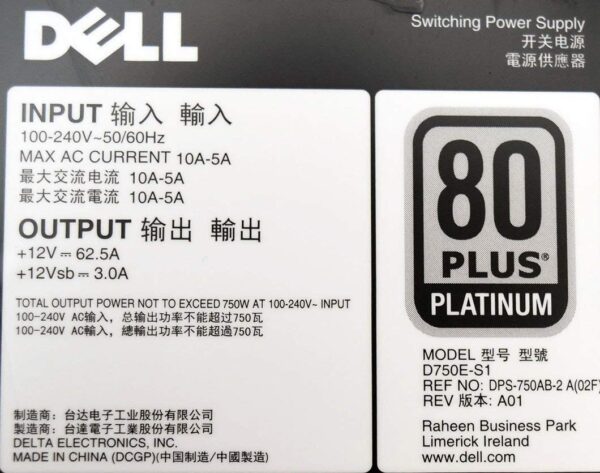 DELL
Switching Power Supply
开关电源
電源供應器
INPUT 输入 輸入
100-240V~50/60Hz
MAX AC CURRENT 10A-5A
最大交流电流 10A-5A
最大交流電流 10A-5A
OUTPUT 输出 輸出
+12V⎓ 62.5A
+12Vsb⎓ 3.0A
TOTAL OUTPUT POWER NOT TO EXCEED 750W AT 100-240V~ INPUT
100-240V AC输入，总输出功率不能超过750瓦
100-240V AC輸入，總輸出功率不能超過750瓦
制造商：台达电子工业股份有限公司
製造商：台達電子工業股份有限公司
DELTA ELECTRONICS, INC.
MADE IN CHINA (DCGP)(中国制造/中國製造)
80
PLUS®
PLATINUM
MODEL 型号 型號
D750E-S1
REF NO: DPS-750AB-2 A(02F)
REV 版本: A01
Raheen Business Park
Limerick Ireland
www.dell.com